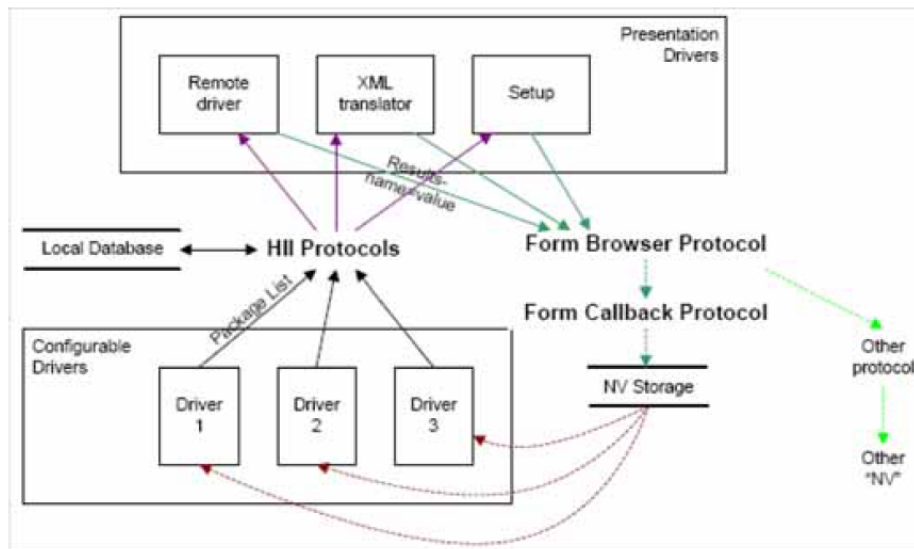 Presentation
Drivers
Remote
driver
XML
translator
Setup
Results-
name=value
Local Database
HII Protocols
Form Browser Protocol
Package List
Form Callback Protocol
Configurable
Drivers
Other
protocol
Driver
1
Driver
2
Driver
3
NV Storage
Other
"NV"